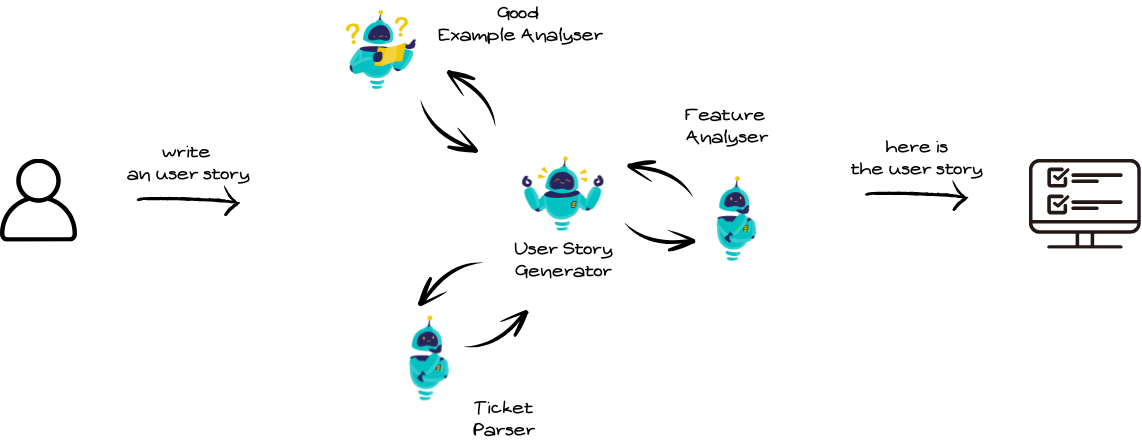 Good
Example Analyser
? ?
write
an user story
Feature
Analyser
here is
the user story
User Story
Generator
Ticket
Parser